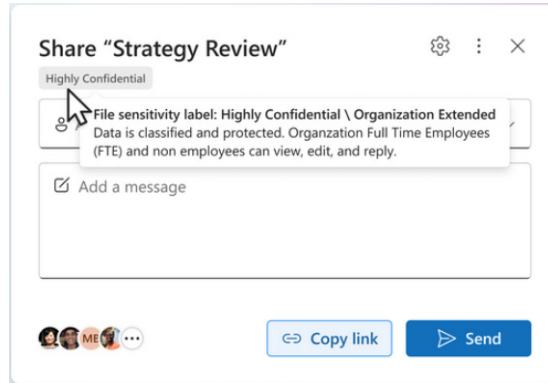 Share “Strategy Review”
Highly Confidential
File sensitivity label: Highly Confidential \ Organization Extended
Data is classified and protected. Organzation Full Time Employees
(FTE) and non employees can view, edit, and reply.
Add a message
ME
Copy link
Send